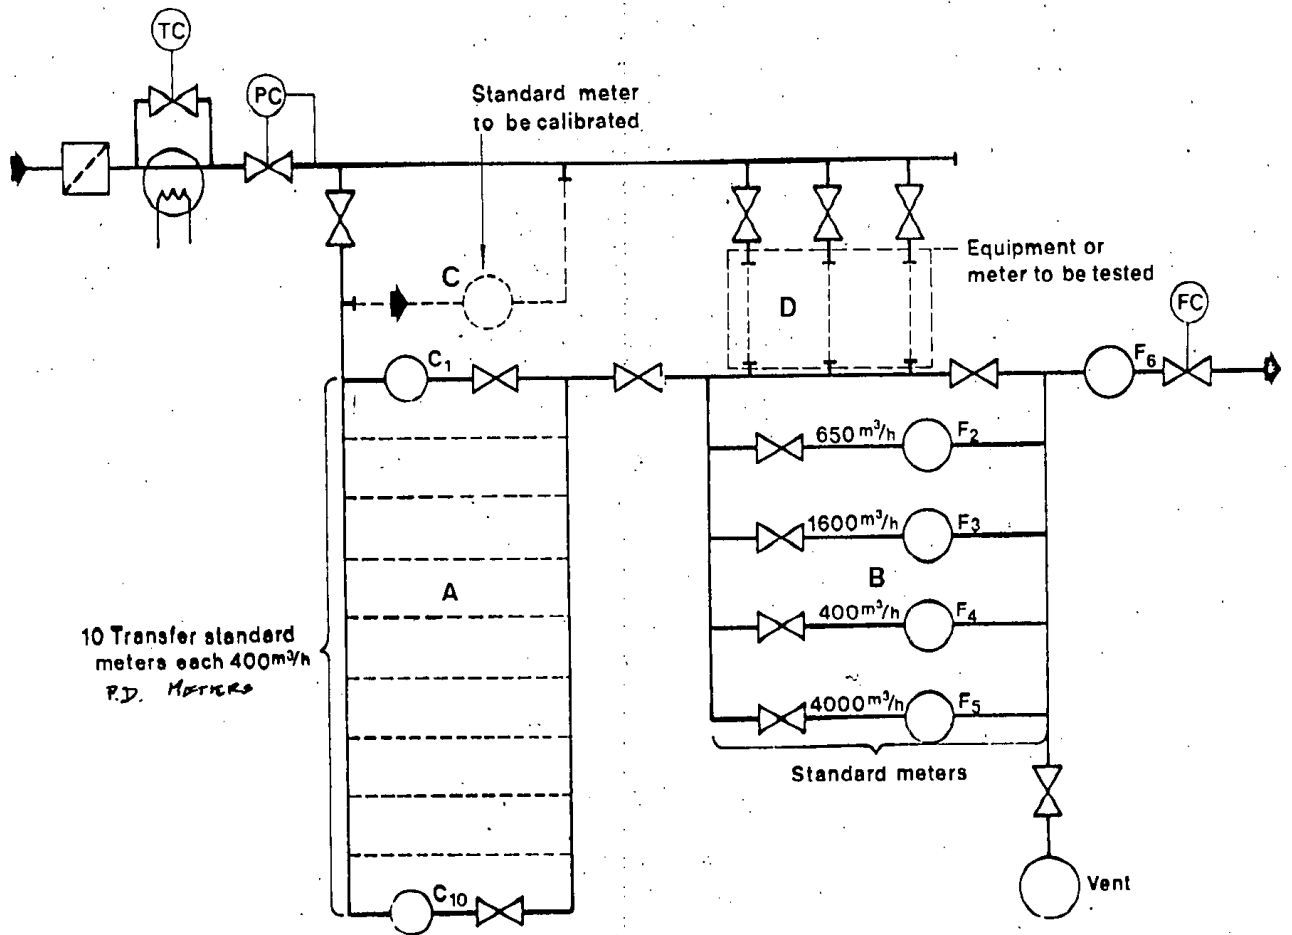 TC
PC
Standard meter
to be calibrated
Equipment or
meter to be tested
C
D
FC
C1
F6
650 m³/h F2
1600 m³/h F3
B
400 m³/h F4
4000 m³/h F5
Standard meters
A
10 Transfer standard
meters each 400 m³/h
P.D. Meters
C10
Vent